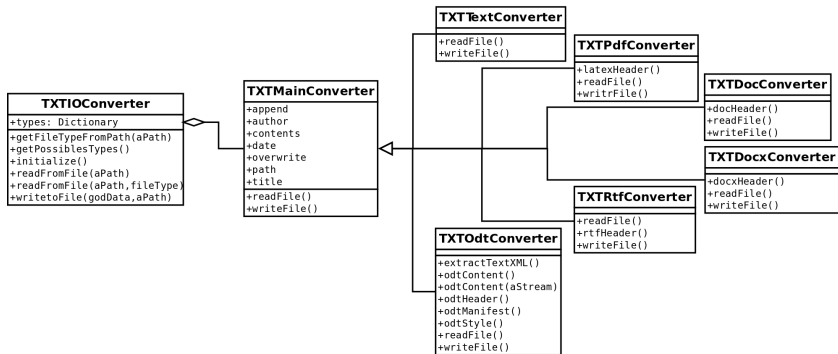 TXTIOConverter
+types: Dictionary
+getFileTypeFromPath(aPath)
+getPossiblesTypes()
+initialize()
+readFromFile(aPath)
+readFromFile(aPath,fileType)
+writetoFile(godData,aPath)
TXTMainConverter
+append
+author
+contents
+date
+overwrite
+path
+title
+readFile()
+writeFile()
TXTTextConverter
+readFile()
+writeFile()
TXTPdfConverter
+latexHeader()
+readFile()
+writrFile()
TXTDocConverter
+docHeader()
+readFile()
+writeFile()
TXTDocxConverter
+docxHeader()
+readFile()
+writeFile()
TXTRtfConverter
+readFile()
+rtfHeader()
+writeFile()
TXTOdtConverter
+extractTextXML()
+odtContent()
+odtContent(aStream)
+odtHeader()
+odtManifest()
+odtStyle()
+readFile()
+writeFile()